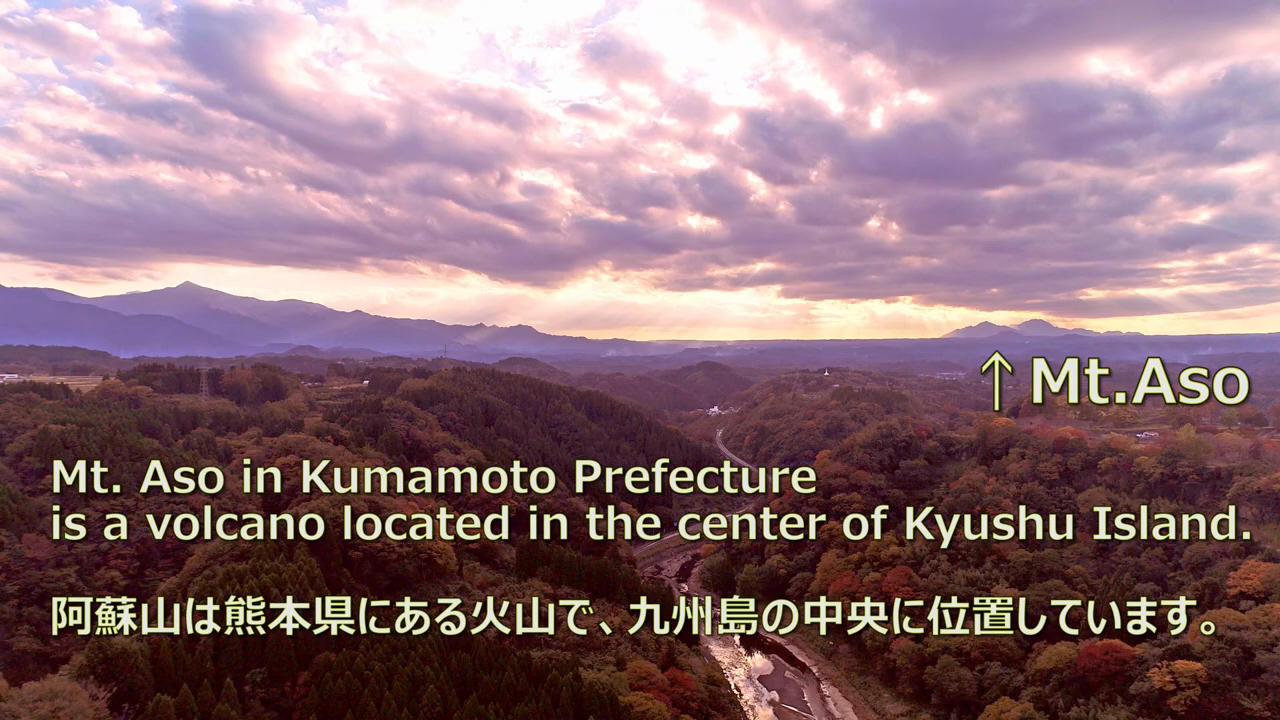 ↑Mt.Aso
Mt. Aso in Kumamoto Prefecture
is a volcano located in the center of Kyushu Island.
阿蘇山は熊本県にある火山で、九州島の中央に位置しています。